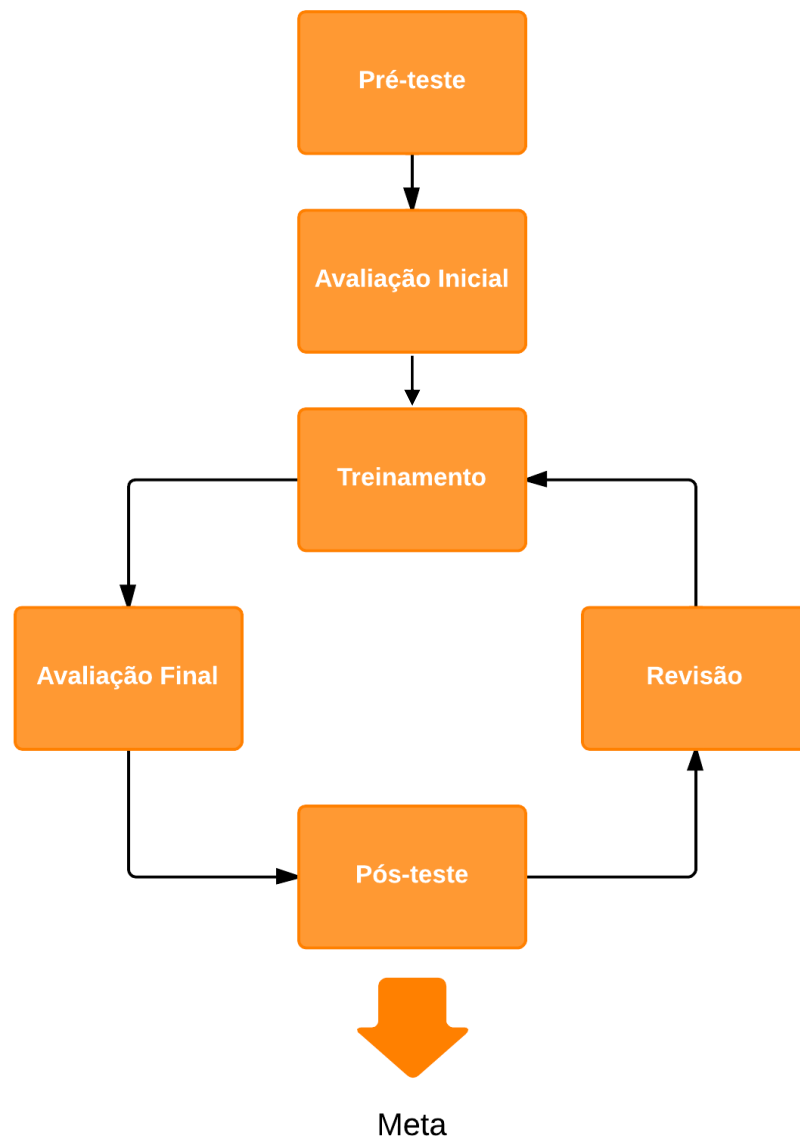 Pré-teste
Avaliação Inicial
Treinamento
Avaliação Final
Revisão
Pós-teste
Meta